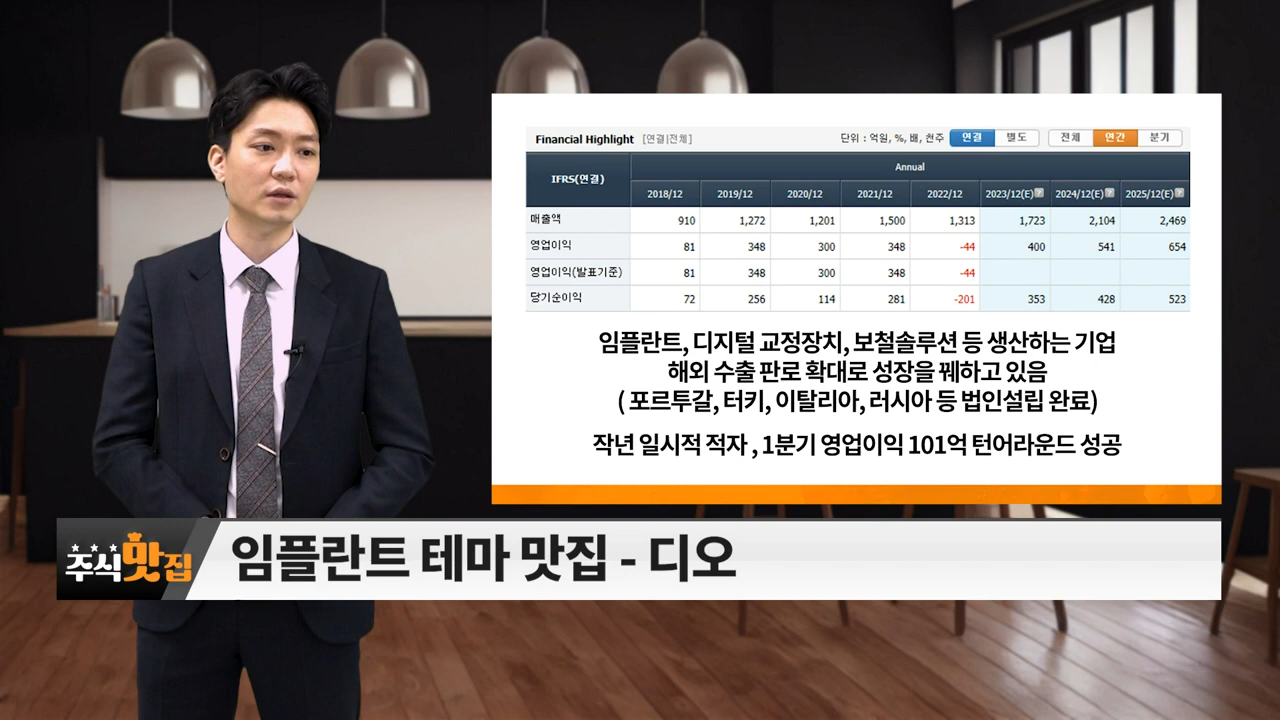 Financial Highlight [연결|전체] 단위 : 억원, %, 배, 천주 연결 별도 전체 연간 분기
IFRS(연결) Annual
2018/12 2019/12 2020/12 2021/12 2022/12 2023/12(E) 2024/12(E) 2025/12(E)
매출액 910 1,272 1,201 1,500 1,313 1,723 2,104 2,469
영업이익 81 348 300 348 -44 400 541 654
영업이익(발표기준) 81 348 300 348 -44
당기순이익 72 256 114 281 -201 353 428 523
임플란트, 디지털 교정장치, 보철솔루션 등 생산하는 기업
해외 수출 판로 확대로 성장을 꿰하고 있음
( 포르투갈, 터키, 이탈리아, 러시아 등 법인설립 완료)
작년 일시적 적자 , 1분기 영업이익 101억 턴어라운드 성공
주식맛집
임플란트 테마 맛집 - 디오